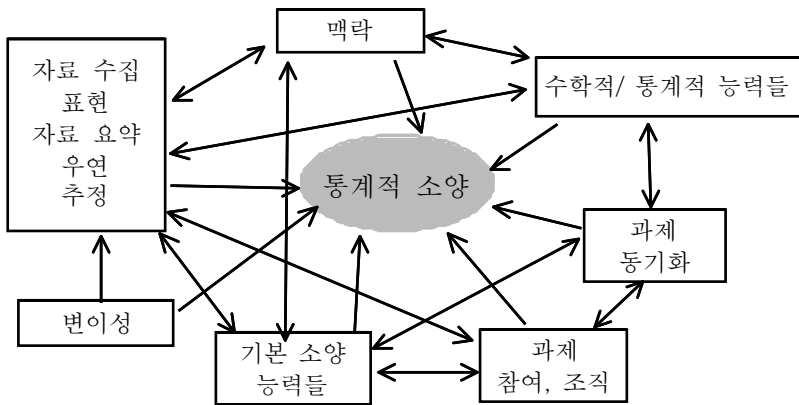 맥락
자료 수집
표현
자료 요약
우연
추정
수학적/ 통계적 능력들
통계적 소양
과제
동기화
변이성
기본 소양
능력들
과제
참여, 조직